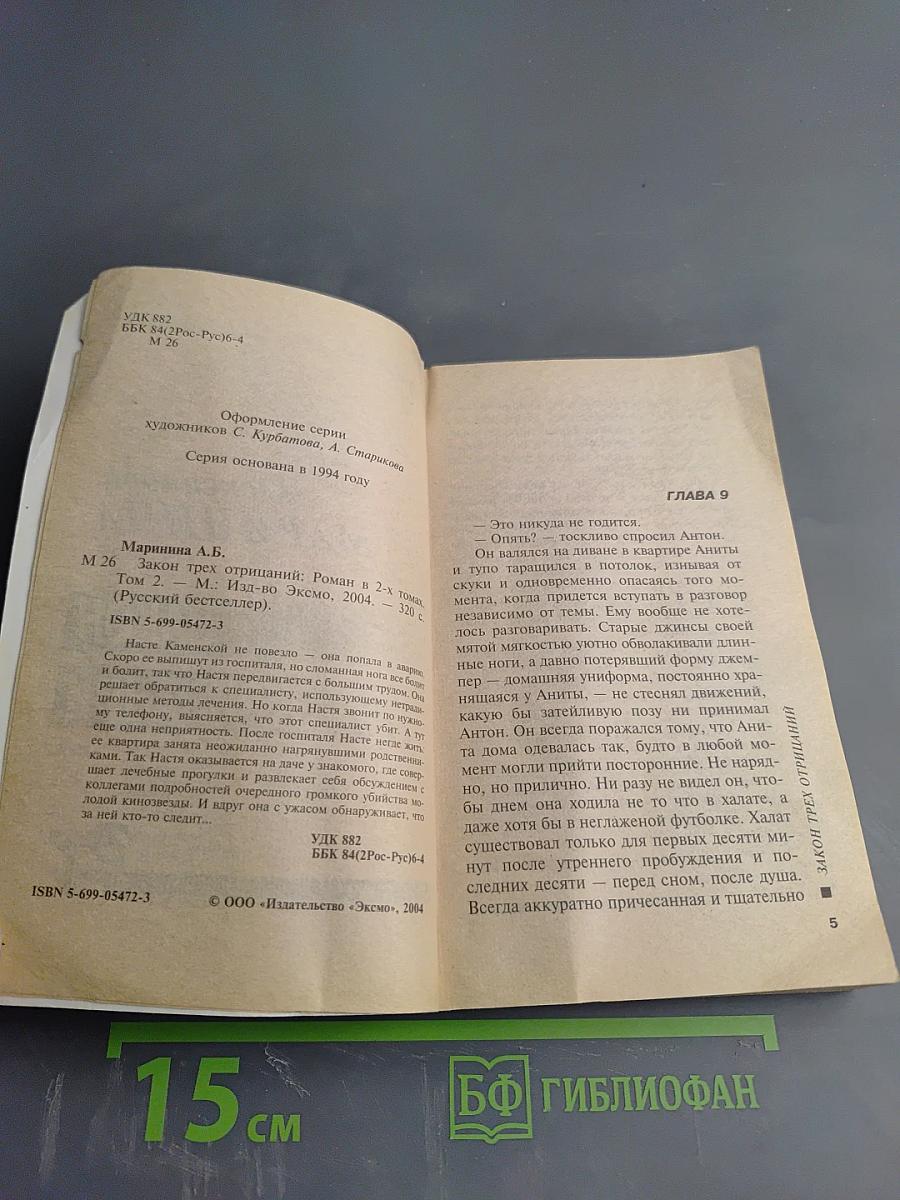 УДК 882
ББК 84(2Рос-Рус)6-4
М 26
Оформление серии
художников С. Курбатова, А. Старикова
Серия основана в 1994 году
Маринина А.Б.
М 26 Закон трех отрицаний: Роман в 2-х томах.
Том 2. — М.: Изд-во Эксмо, 2004. — 320 с.
(Русский бестселлер).
ISBN 5-699-05472-3
Насте Каменской не повезло — она попала в аварию.
Скоро ее выпишут из госпиталя, но сломанная нога все болит
и болит, так что Настя передвигается с большим трудом. Она
решает обратиться к специалисту, использующему нетради-
ционные методы лечения. Но когда Настя звонит по нужно-
му телефону, выясняется, что этот специалист убит. А тут
еще одна неприятность. После госпиталя Насте негде жить:
ее квартира занята неожиданно нагрянувшими родственни-
ками. Так Настя оказывается на даче у знакомого, где совер-
шает лечебные прогулки и развлекает себя обсуждением с
коллегами подробностей очередного громкого убийства мо-
лодой кинозвезды. И вдруг она с ужасом обнаруживает, что
за ней кто-то следит...
УДК 882
ББК 84(2Рос-Рус)6-4
ISBN 5-699-05472-3
© ООО «Издательство «Эксмо», 2004
ГЛАВА 9
— Это никуда не годится.
— Опять? — тоскливо спросил Антон.
Он валялся на диване в квартире Аниты
и тупо таращился в потолок, изнывая от
скуки и одновременно опасаясь того мо-
мента, когда придется вступать в разговор
независимо от темы. Ему вообще не хоте-
лось разговаривать. Старые джинсы своей
мятой мягкостью уютно обволакивали длин-
ные ноги, а давно потерявший форму джем-
пер — домашняя униформа, постоянно хра-
нящаяся у Аниты, — не стеснял движений,
какую бы затейливую позу ни принимал
Антон. Он всегда поражался тому, что Ани-
та дома одевалась так, будто в любой мо-
мент могли прийти посторонние. Не наряд-
но, но прилично. Ни разу не видел он, что-
бы днем она ходила не то что в халате, а
даже хотя бы в неглаженой футболке. Халат
существовал только для первых десяти ми-
нут после утреннего пробуждения и по-
следних десяти — перед сном, после душа.
Всегда аккуратно причесанная и тщательно
ЗАКОН ТРЕХ ОТРИЦАНИЙ
5
15 см
БФ ГИБЛИОФАН